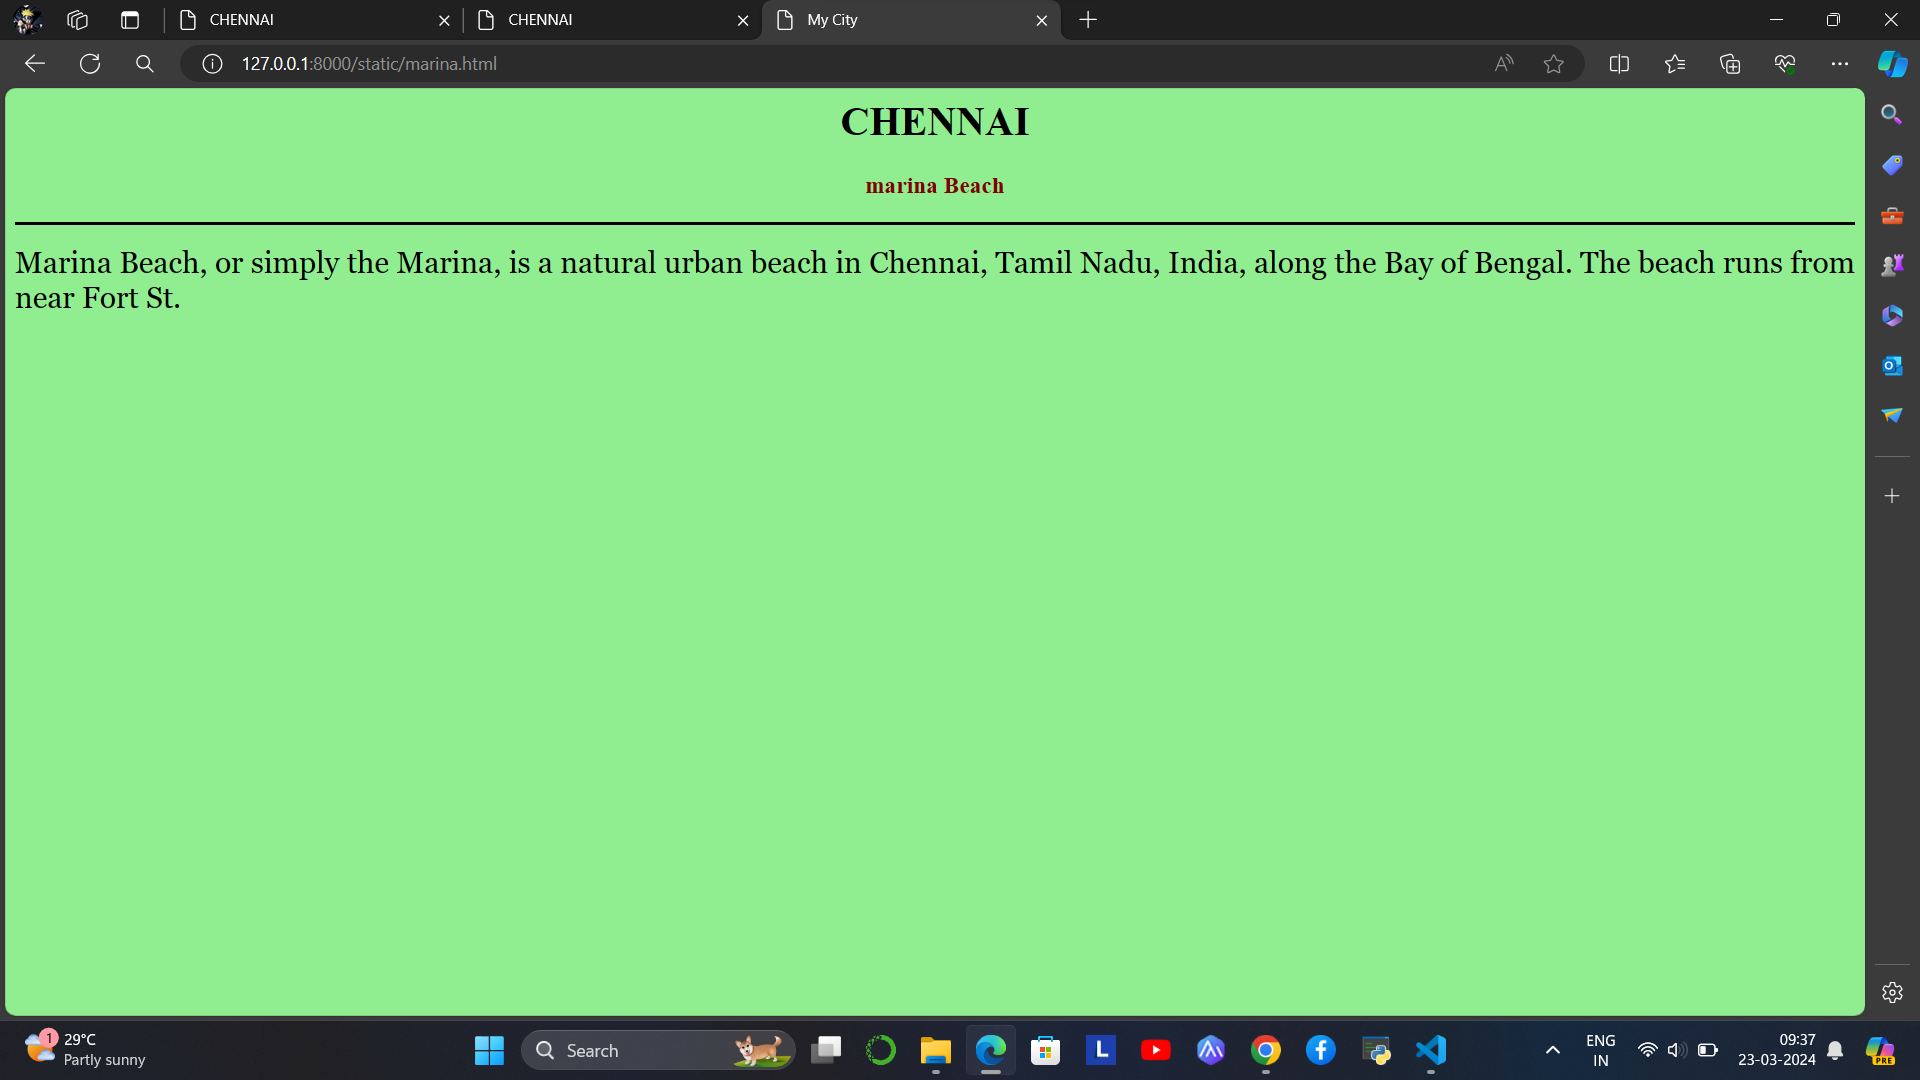 CHENNAI
CHENNAI
My City
127.0.0.1:8000/static/marina.html
CHENNAI
marina Beach
Marina Beach, or simply the Marina, is a natural urban beach in Chennai, Tamil Nadu, India, along the Bay of Bengal. The beach runs from
near Fort St.
1
29°C
Partly sunny
Search
L
ENG
IN
09:37
23-03-2024
PRE